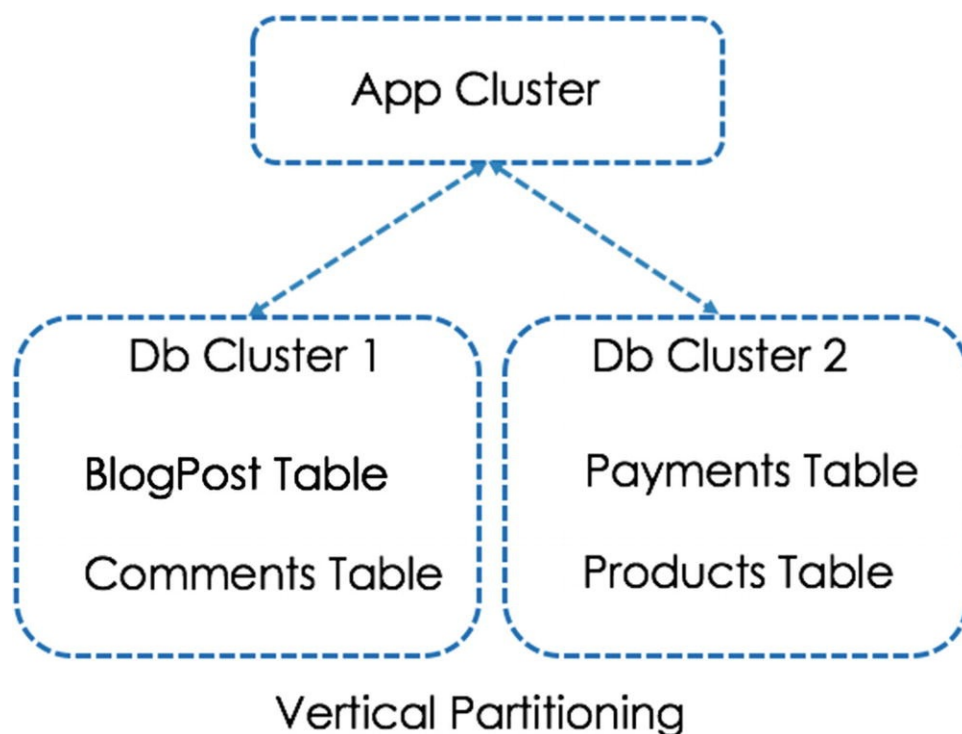 App Cluster
Db Cluster 1
BlogPost Table
Comments Table
Db Cluster 2
Payments Table
Products Table
Vertical Partitioning